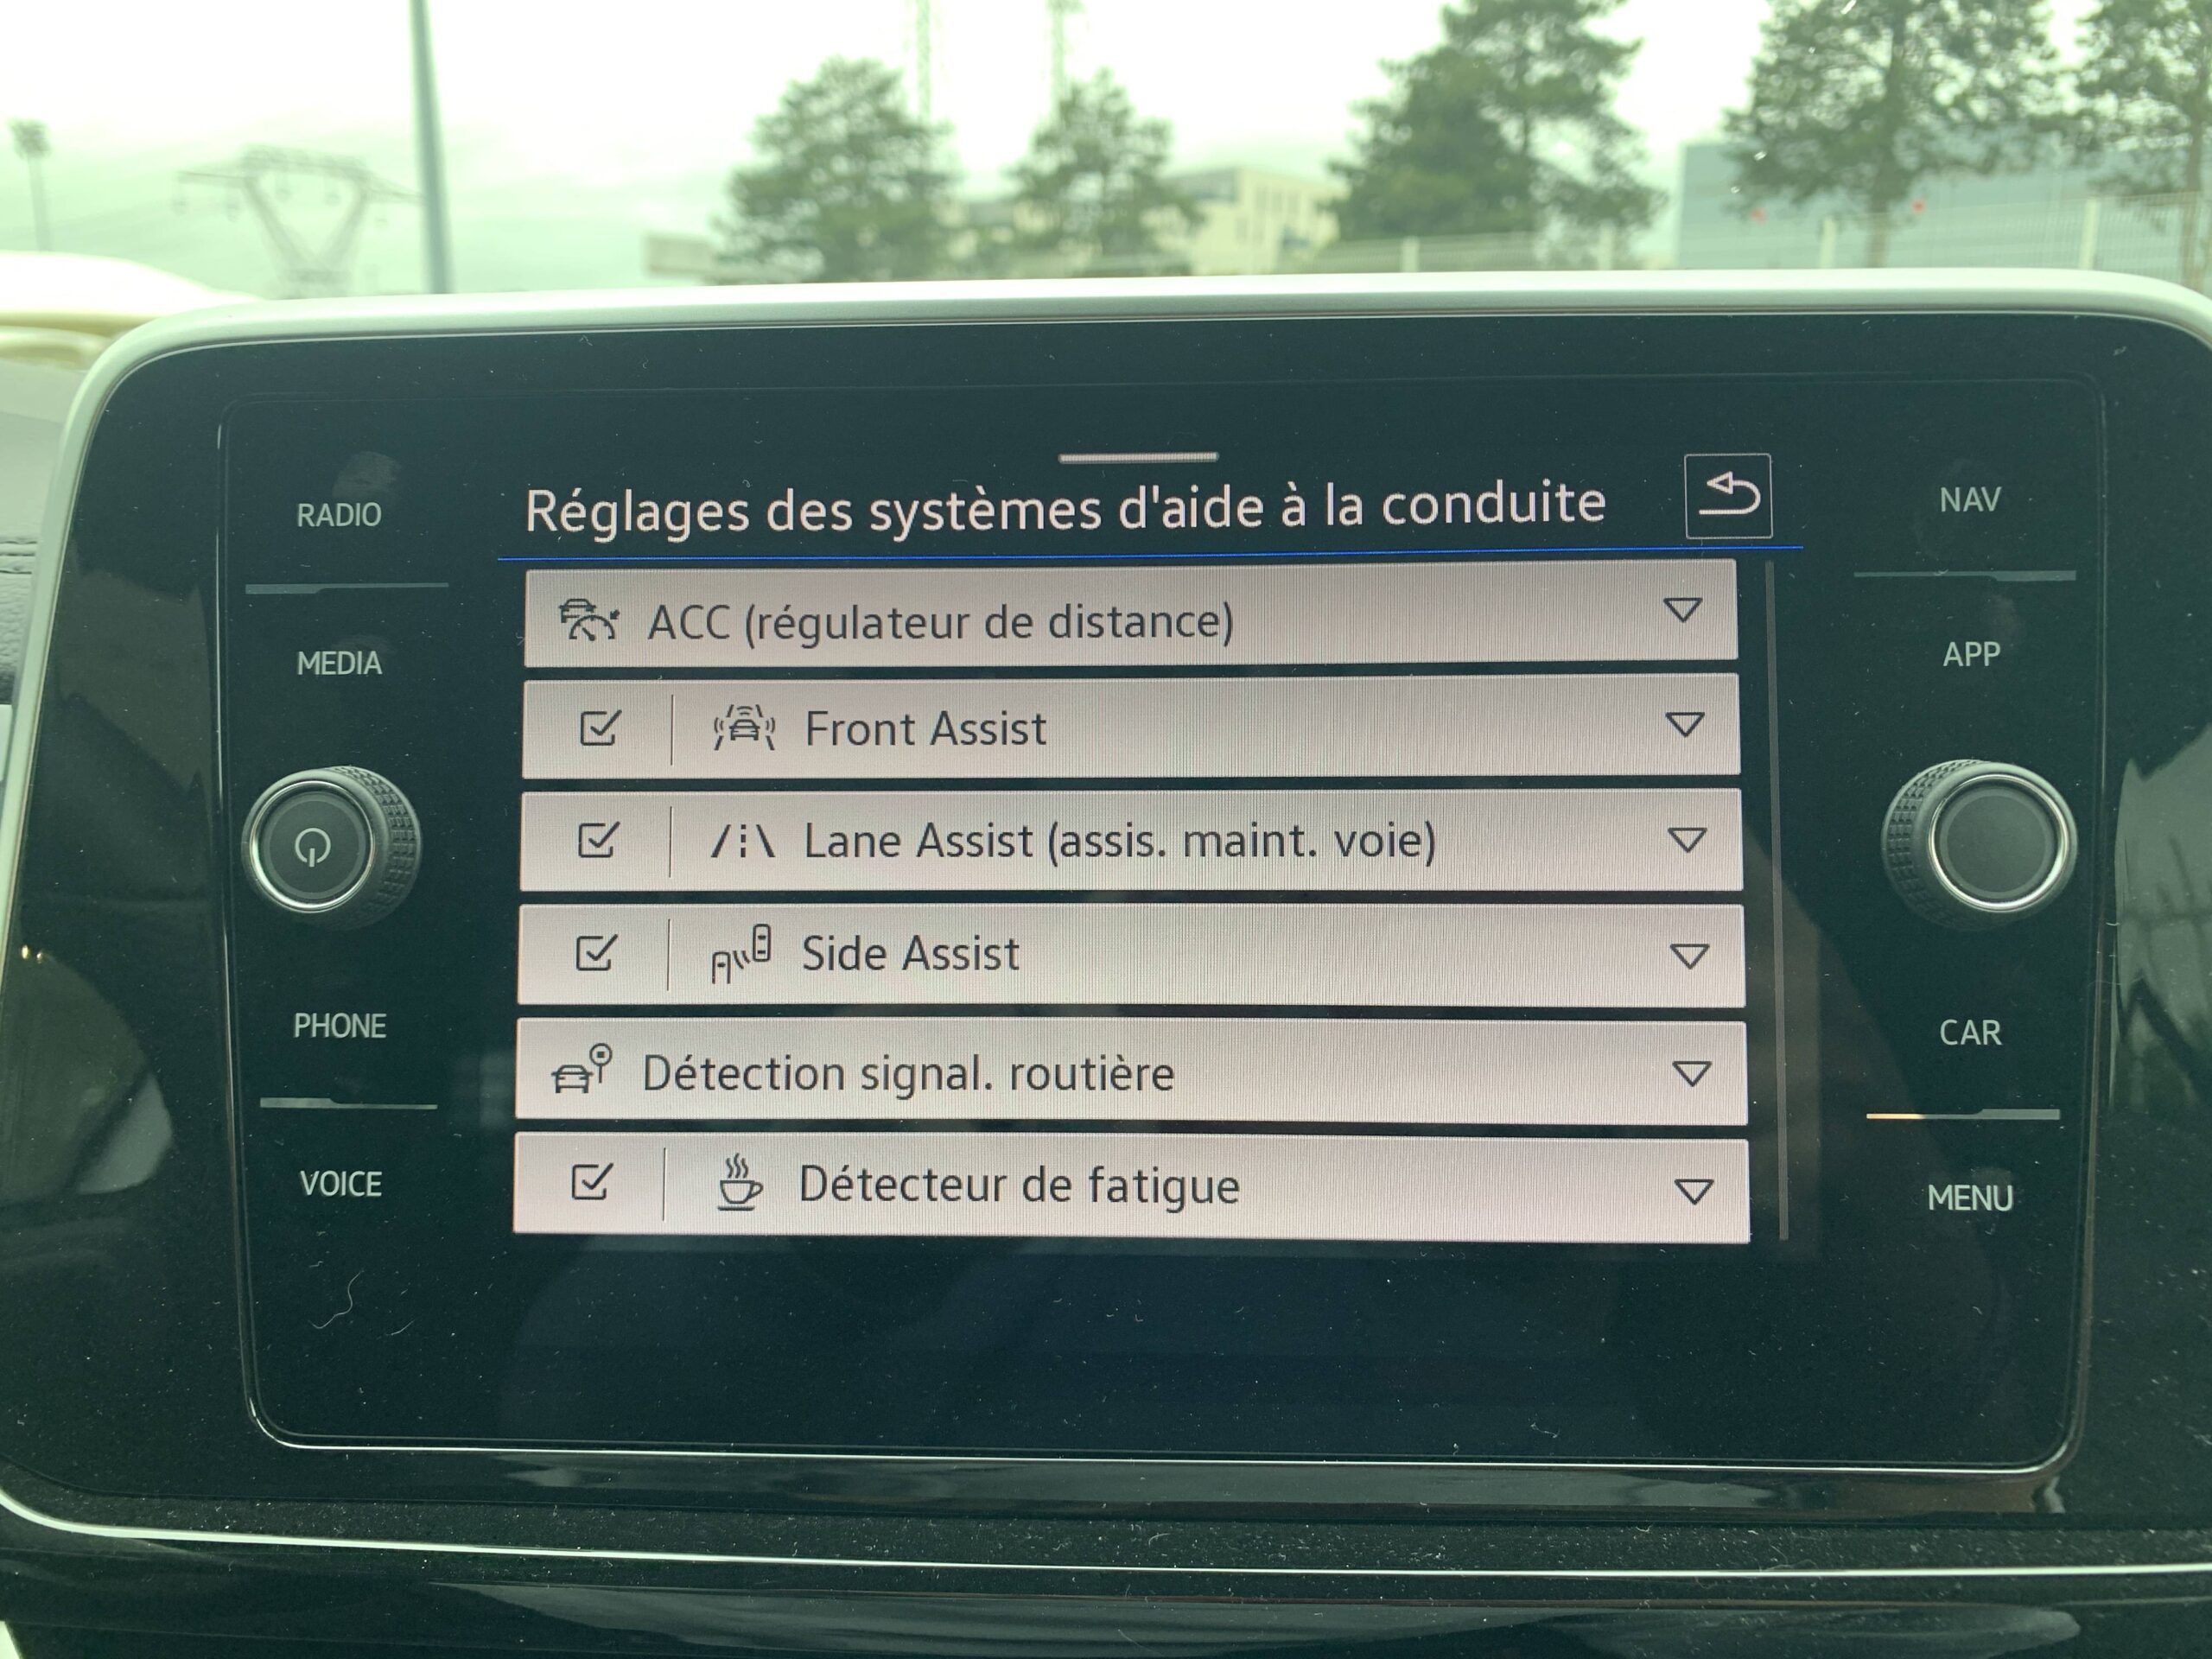 Réglages des systèmes d'aide à la conduite
ACC (régulateur de distance)
Front Assist
Lane Assist (assis. maint. voie)
Side Assist
Détection signal. routière
Détecteur de fatigue
RADIO
MEDIA
PHONE
VOICE
NAV
APP
CAR
MENU